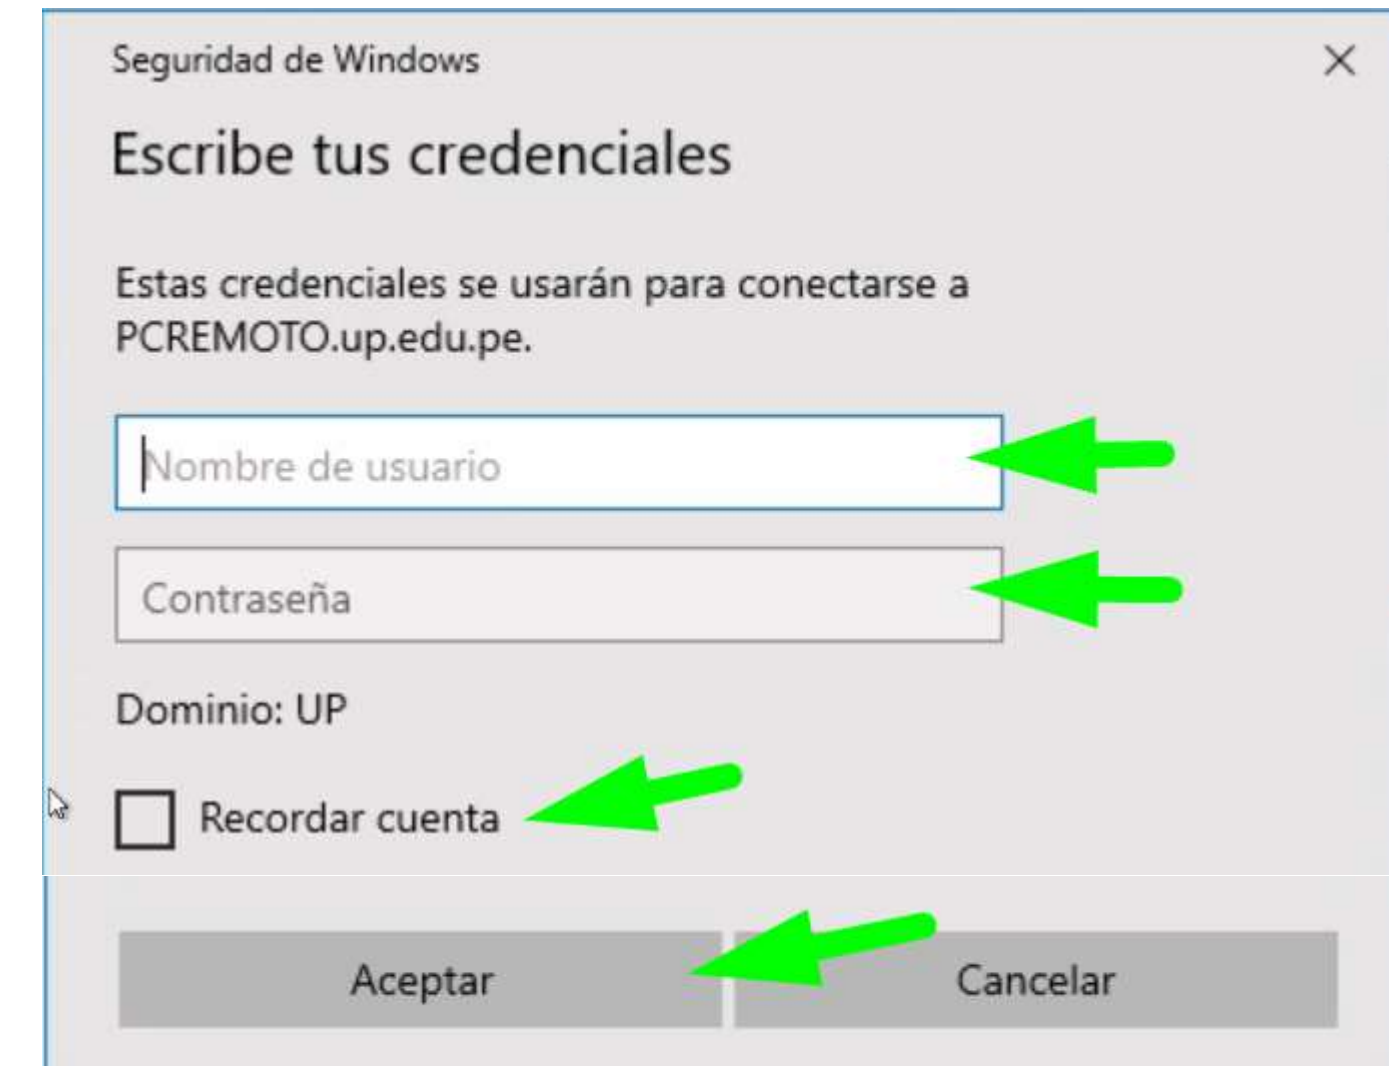 Seguridad de Windows
Escribe tus credenciales
Estas credenciales se usarán para conectarse a
PCREMOTO.up.edu.pe.
Nombre de usuario
Contraseña
Dominio: UP
Recordar cuenta
Aceptar
Cancelar